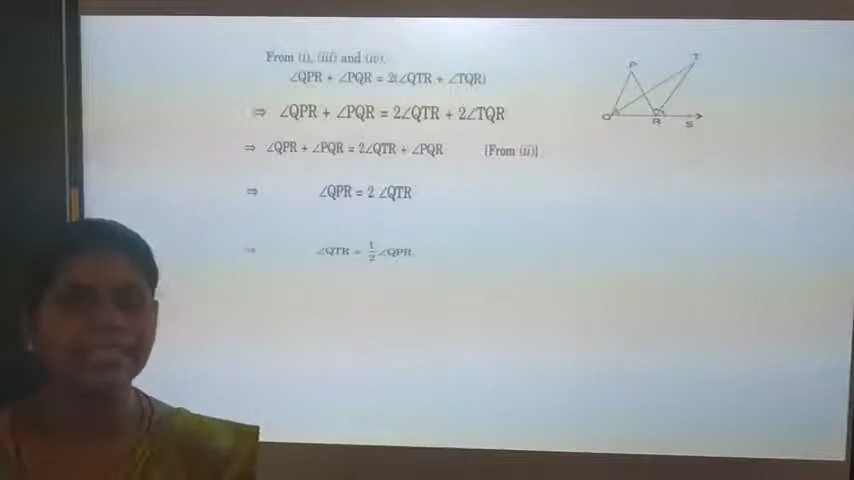 From (i), (iii) and (iv),
∠QPR + ∠PQR = 2(∠QTR + ∠TQR)
⇒ ∠QPR + ∠PQR = 2∠QTR + 2∠TQR
⇒ ∠QPR + ∠PQR = 2∠QTR + ∠PQR [From (ii)]
⇒ ∠QPR = 2 ∠QTR
⇒ ∠QTR = 1/2 ∠QPR
P T
Q R S